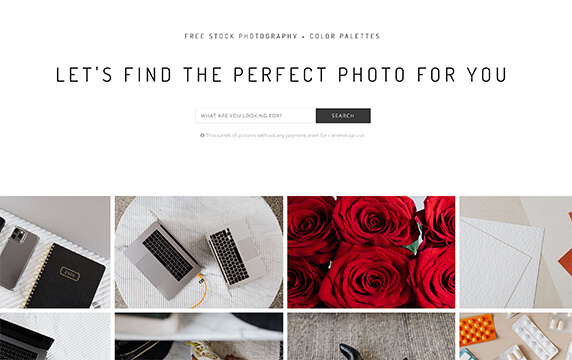 FREE STOCK PHOTOGRAPHY + COLOR PALETTES
LET'S FIND THE PERFECT PHOTO FOR YOU
WHAT ARE YOU LOOKING FOR?
SEARCH
Thousands of pictures without any payment, even for commercial use.